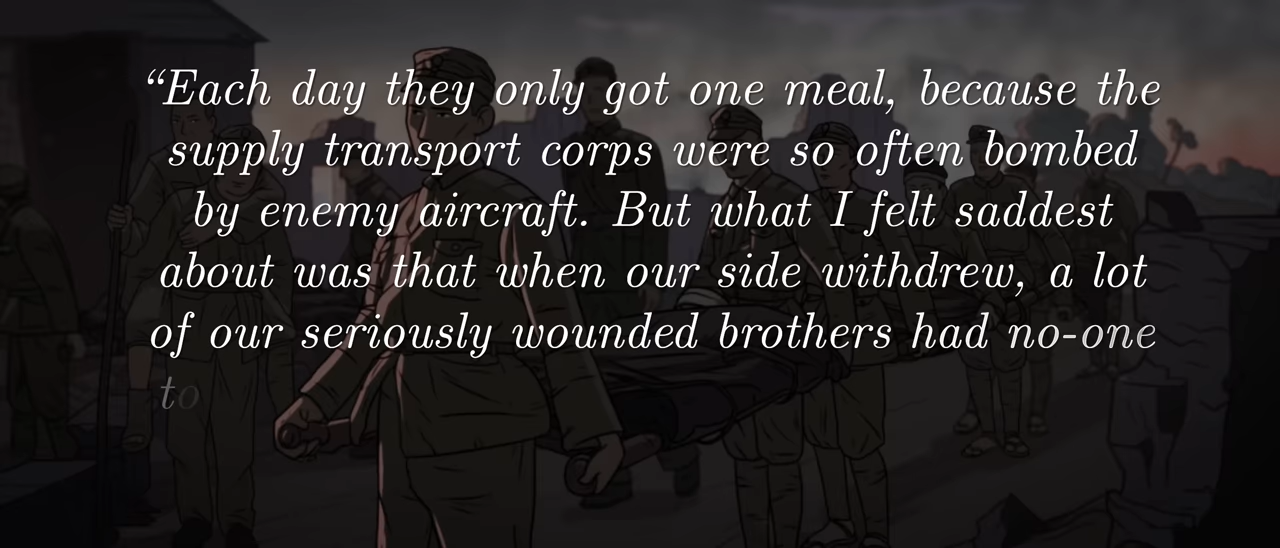 “Each day they only got one meal, because the
supply transport corps were so often bombed
by enemy aircraft. But what I felt saddest
about was that when our side withdrew, a lot
of our seriously wounded brothers had no-one
to